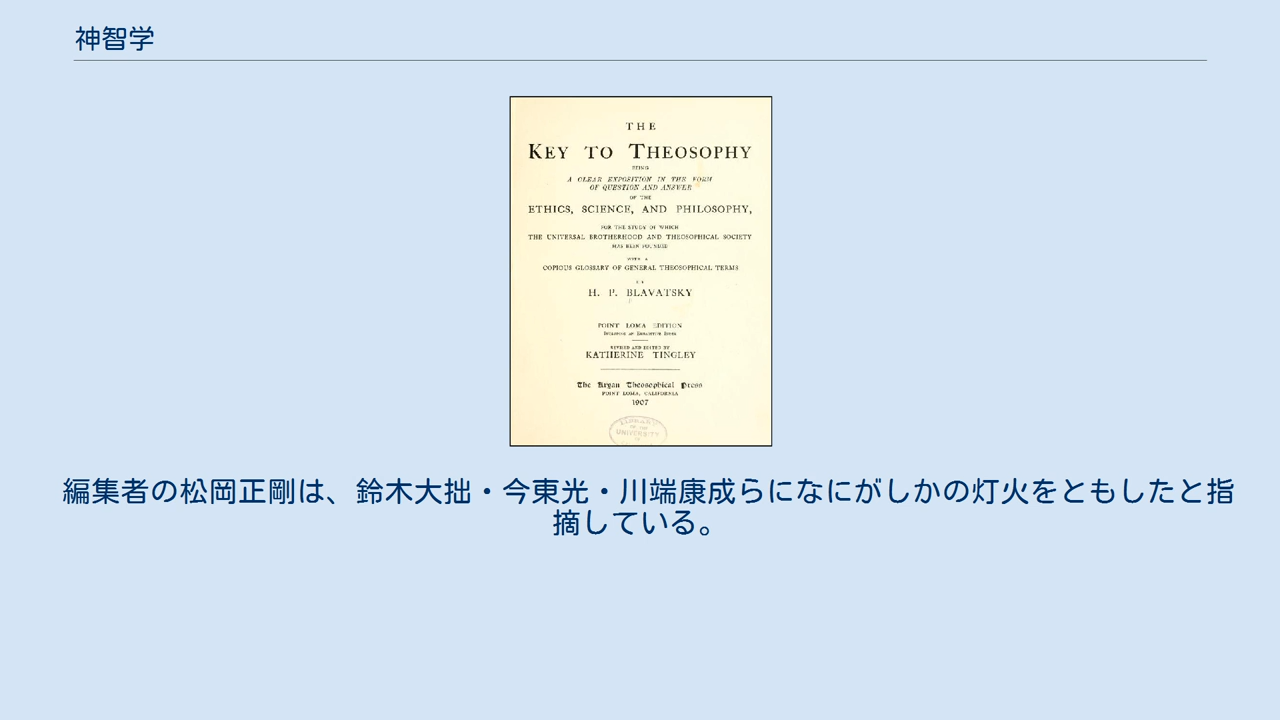 神智学
THE
KEY TO THEOSOPHY
BEING
A CLEAR EXPOSITION IN THE FORM
OF QUESTION AND ANSWER
OF THE
ETHICS, SCIENCE, AND PHILOSOPHY,
FOR THE STUDY OF WHICH
THE UNIVERSAL BROTHERHOOD AND THEOSOPHICAL SOCIETY
HAS BEEN FOUNDED
WITH A
COPIOUS GLOSSARY OF GENERAL THEOSOPHICAL TERMS
BY
H. P. BLAVATSKY
POINT LOMA EDITION
REVISED AND EDITED BY
KATHERINE TINGLEY
The Aryan Theosophical Press
POINT LOMA, CALIFORNIA
1907
OF THE
UNIVERSITY
編集者の松岡正剛は、鈴木大拙・今東光・川端康成らになにがしかの灯火をともしたと指
摘している。